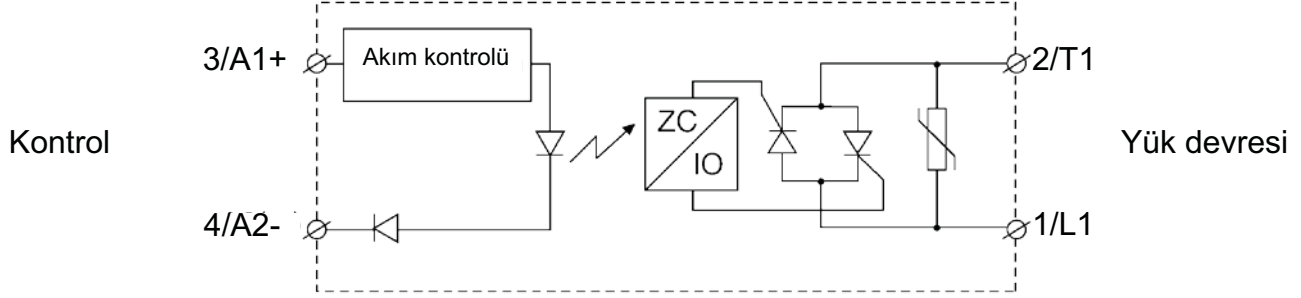 3/A1+
Akım kontrolü
2/T1
ZC
IO
Kontrol
Yük devresi
4/A2-
1/L1